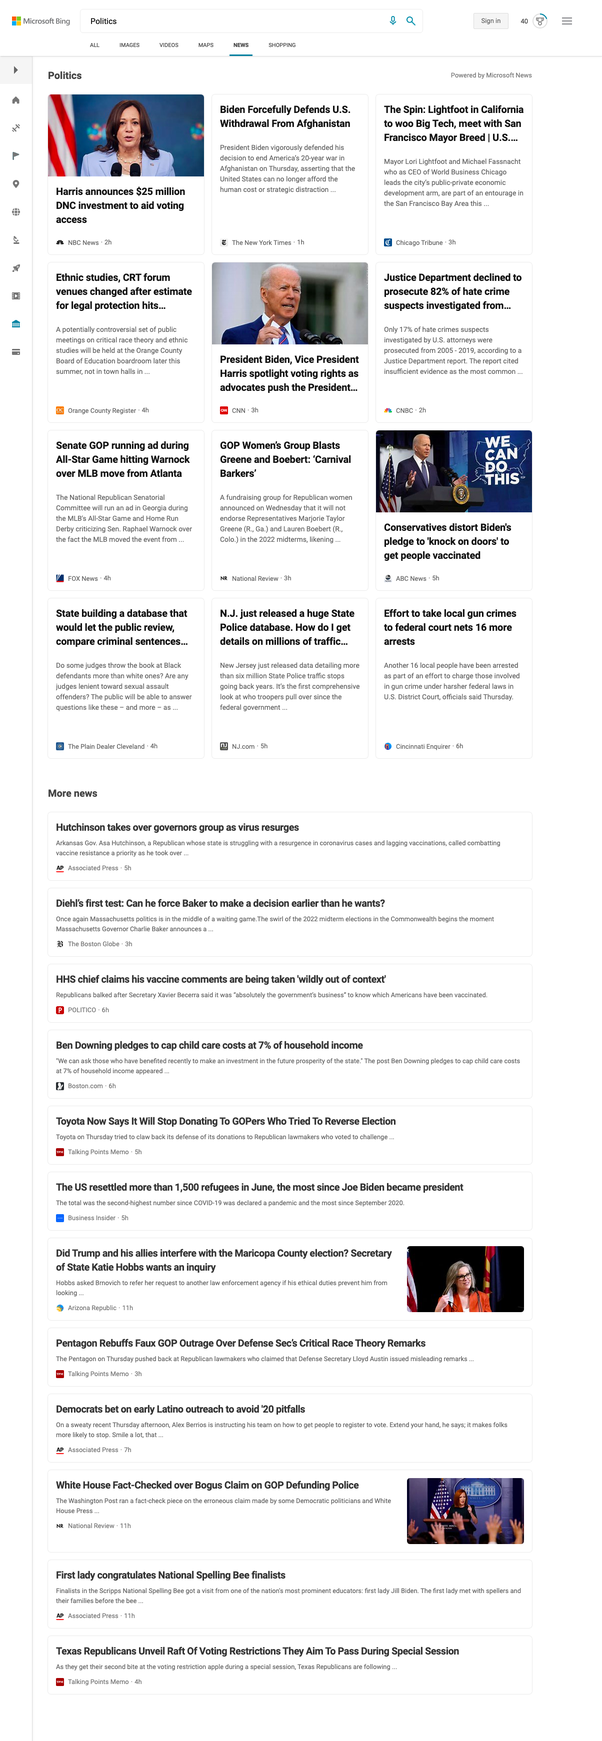 Microsoft Bing
Politics
Sign in
40
ALL IMAGES VIDEOS MAPS NEWS SHOPPING
Politics
Powered by Microsoft News
Harris announces $25 million
DNC investment to aid voting
access
NBC News · 2h
Biden Forcefully Defends U.S.
Withdrawal From Afghanistan
President Biden vigorously defended his
decision to end America's 20-year war in
Afghanistan on Thursday, asserting that the
United States can no longer afford the
human cost or strategic distraction ...
The New York Times · 1h
The Spin: Lightfoot in California
to woo Big Tech, meet with San
Francisco Mayor Breed | U.S....
Mayor Lori Lightfoot and Michael Fassnacht
who as CEO of World Business Chicago
leads the city's public-private economic
development arm, are part of an entourage in
the San Francisco Bay Area this ...
Chicago Tribune · 3h
Ethnic studies, CRT forum
venues changed after estimate
for legal protection hits...
A potentially controversial set of public
meetings on critical race theory and ethnic
studies will be held at the Orange County
Board of Education boardroom later this
summer, not in town halls in ...
Orange County Register · 4h
President Biden, Vice President
Harris spotlight voting rights as
advocates push the President...
CNN · 3h
Justice Department declined to
prosecute 82% of hate crime
suspects investigated from...
Only 17% of hate crimes suspects
investigated by U.S. attorneys were
prosecuted from 2005 - 2019, according to a
Justice Department report. The report cited
insufficient evidence as the most common ...
CNBC · 2h
Senate GOP running ad during
All-Star Game hitting Warnock
over MLB move from Atlanta
The National Republican Senatorial
Committee will run an ad in Georgia during
the MLB's All-Star Game and Home Run
Derby criticizing Sen. Raphael Warnock over
the fact the MLB moved the event from ...
FOX News · 4h
GOP Women's Group Blasts
Greene and Boebert: 'Carnival
Barkers'
A fundraising group for Republican women
announced on Wednesday that it will not
endorse Representatives Marjorie Taylor
Greene (R., Ga.) and Lauren Boebert (R.,
Colo.) in the 2022 midterms, likening ...
NR National Review · 3h
WE
CAN
DO
THIS
Conservatives distort Biden's
pledge to 'knock on doors' to
get people vaccinated
ABC News · 5h
State building a database that
would let the public review,
compare criminal sentences...
Do some judges throw the book at Black
defendants more than white ones? Are any
judges lenient toward sexual assault
offenders? The public will be able to answer
questions like these – and more – as ...
The Plain Dealer Cleveland · 4h
N.J. just released a huge State
Police database. How do I get
details on millions of traffic...
New Jersey just released data detailing more
than six million State Police traffic stops
going back years. It's the first comprehensive
look at who troopers pull over since the
federal government ...
NJ.com · 5h
Effort to take local gun crimes
to federal court nets 16 more
arrests
Another 16 local people have been arrested
as part of an effort to charge those involved
in gun crime under harsher federal laws in
U.S. District Court, officials said Thursday.
Cincinnati Enquirer · 6h
More news
Hutchinson takes over governors group as virus resurges
Arkansas Gov. Asa Hutchinson, a Republican whose state is struggling with a resurgence in coronavirus cases and lagging vaccinations, called combatting
vaccine resistance a priority as he took over ...
AP Associated Press · 5h
Diehl's first test: Can he force Baker to make a decision earlier than he wants?
Once again Massachusetts politics is in the middle of a waiting game.The swirl of the 2022 midterm elections in the Commonwealth begins the moment
Massachusetts Governor Charlie Baker announces a ...
B The Boston Globe · 3h
HHS chief claims his vaccine comments are being taken 'wildly out of context'
Republicans balked after Secretary Xavier Becerra said it was "absolutely the government's business" to know which Americans have been vaccinated.
P POLITICO · 6h
Ben Downing pledges to cap child care costs at 7% of household income
"We can ask those who have benefited recently to make an investment in the future prosperity of the state." The post Ben Downing pledges to cap child care costs
at 7% of household income appeared ...
Boston.com · 6h
Toyota Now Says It Will Stop Donating To GOPers Who Tried To Reverse Election
Toyota on Thursday tried to claw back its defense of its donations to Republican lawmakers who voted to challenge ...
Talking Points Memo · 5h
The US resettled more than 1,500 refugees in June, the most since Joe Biden became president
The total was the second-highest number since COVID-19 was declared a pandemic and the most since September 2020.
Business Insider · 5h
Did Trump and his allies interfere with the Maricopa County election? Secretary
of State Katie Hobbs wants an inquiry
Hobbs asked Brnovich to refer her request to another law enforcement agency if his ethical duties prevent him from
looking ...
Arizona Republic · 11h
Pentagon Rebuffs Faux GOP Outrage Over Defense Sec's Critical Race Theory Remarks
The Pentagon on Thursday pushed back at Republican lawmakers who claimed that Defense Secretary Lloyd Austin issued misleading remarks ...
Talking Points Memo · 3h
Democrats bet on early Latino outreach to avoid '20 pitfalls
On a sweaty recent Thursday afternoon, Alex Berrios is instructing his team on how to get people to register to vote. Extend your hand, he says; it makes folks
more likely to stop. Smile a lot, that ...
AP Associated Press · 7h
White House Fact-Checked over Bogus Claim on GOP Defunding Police
The Washington Post ran a fact-check piece on the erroneous claim made by some Democratic politicians and White
House Press ...
NR National Review · 11h
First lady congratulates National Spelling Bee finalists
Finalists in the Scripps National Spelling Bee got a visit from one of the nation's most prominent educators: first lady Jill Biden. The first lady met with spellers and
their families before the bee ...
AP Associated Press · 11h
Texas Republicans Unveil Raft Of Voting Restrictions They Aim To Pass During Special Session
As they get their second bite at the voting restriction apple during a special session, Texas Republicans are following ...
Talking Points Memo · 4h